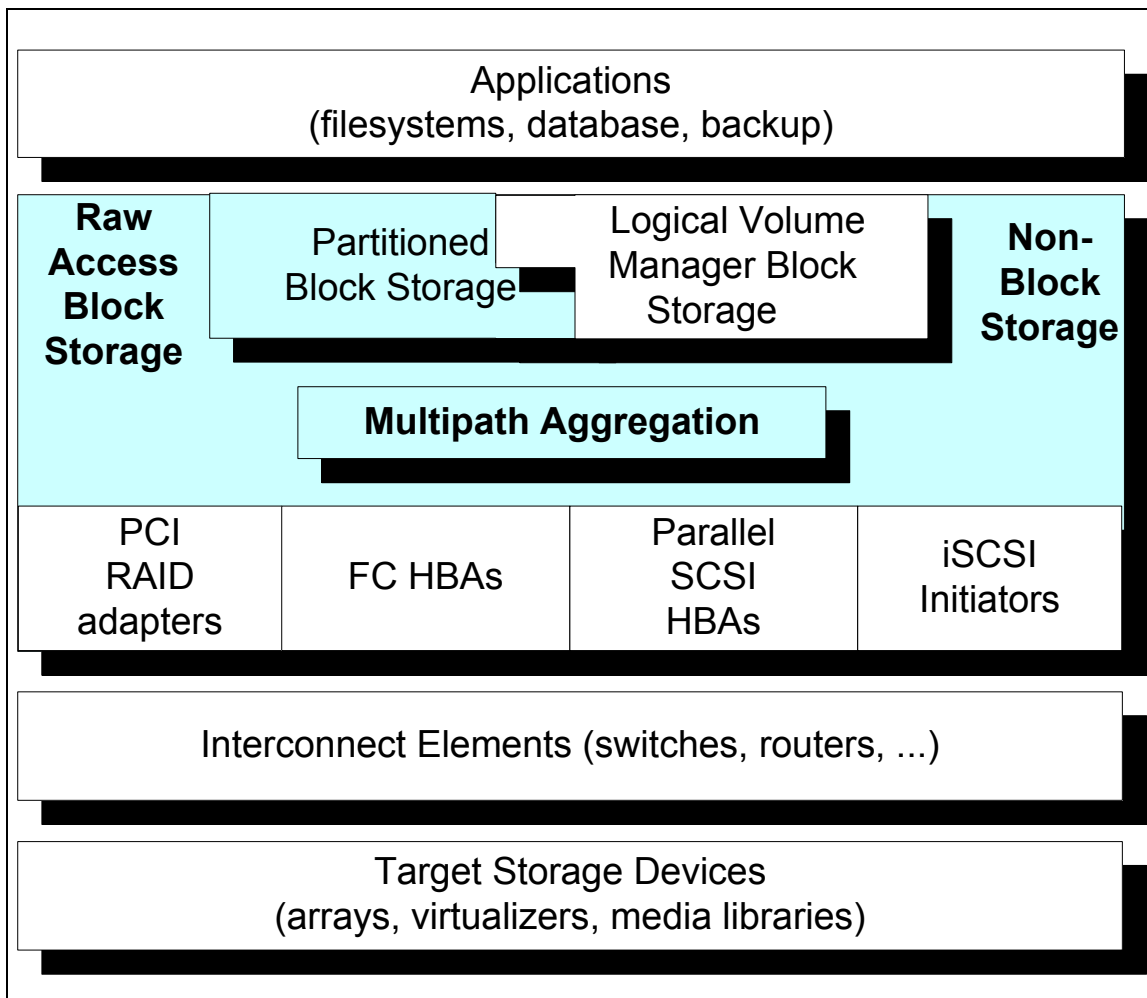 Applications
(filesystems, database, backup)
Raw
Access
Block
Storage
Partitioned
Block Storage
Logical Volume
Manager Block
Storage
Non-
Block
Storage
Multipath Aggregation
PCI
RAID
adapters
FC HBAs
Parallel
SCSI
HBAs
iSCSI
Initiators
Interconnect Elements (switches, routers, ...)
Target Storage Devices
(arrays, virtualizers, media libraries)